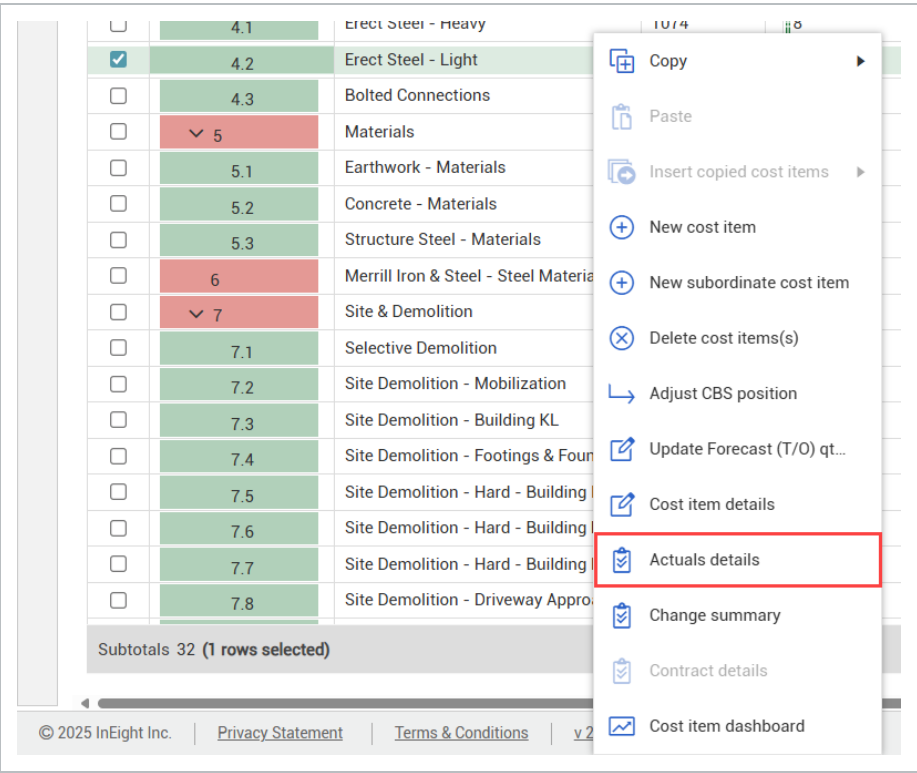 4.1 Erect Steel - Heavy 1074 8
4.2 Erect Steel - Light
4.3 Bolted Connections
5 Materials
5.1 Earthwork - Materials
5.2 Concrete - Materials
5.3 Structure Steel - Materials
6 Merrill Iron & Steel - Steel Materia
7 Site & Demolition
7.1 Selective Demolition
7.2 Site Demolition - Mobilization
7.3 Site Demolition - Building KL
7.4 Site Demolition - Footings & Foun
7.5 Site Demolition - Hard - Building
7.6 Site Demolition - Hard - Building
7.7 Site Demolition - Hard - Building
7.8 Site Demolition - Driveway Appro
Subtotals 32 (1 rows selected)
© 2025 InEight Inc. Privacy Statement Terms & Conditions v 2
Copy
Paste
Insert copied cost items
New cost item
New subordinate cost item
Delete cost items(s)
Adjust CBS position
Update Forecast (T/O) qt...
Cost item details
Actuals details
Change summary
Contract details
Cost item dashboard